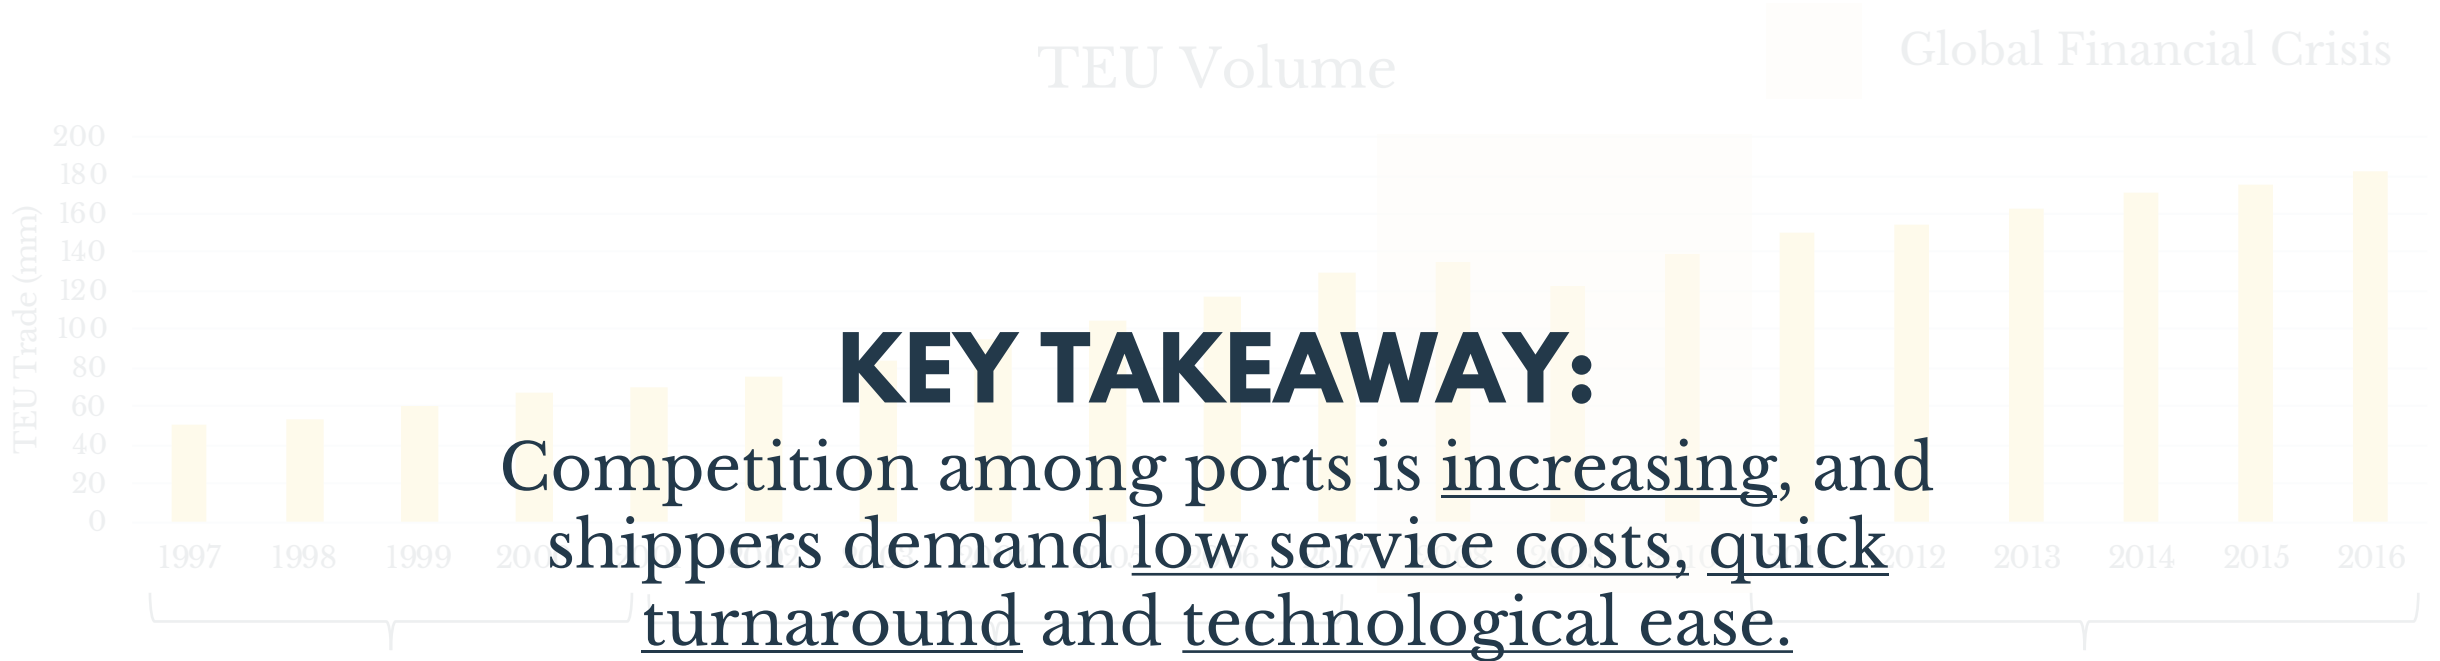 TEU Volume
Global Financial Crisis
TEU Trade (mm)
200
180
160
140
120
100
80
60
40
20
0
KEY TAKEAWAY:
Competition among ports is increasing, and
shippers demand low service costs, quick
turnaround and technological ease.
1997 1998 1999 2012 2013 2014 2015 2016